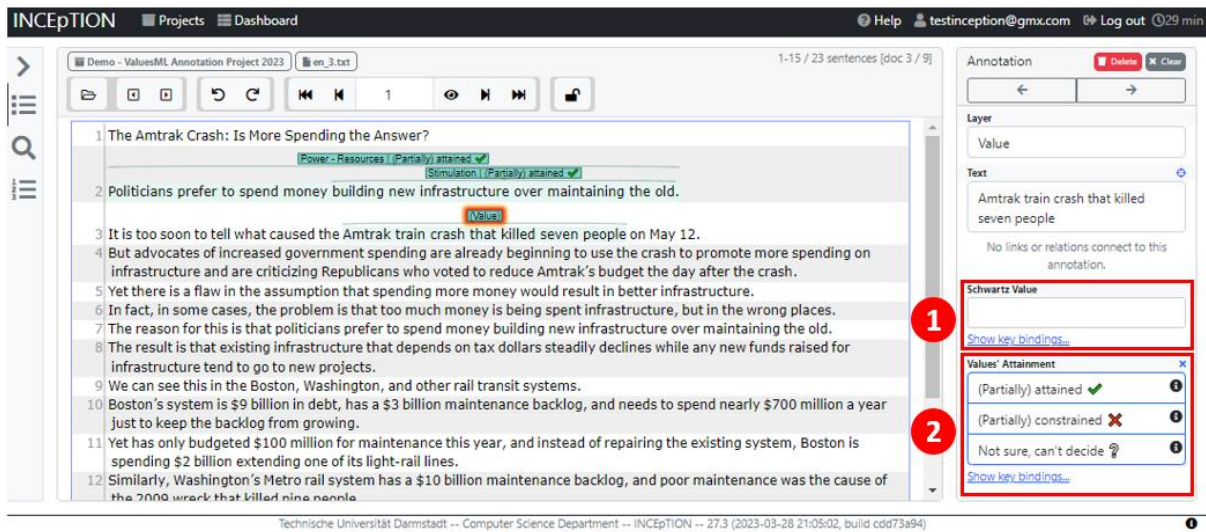 INCEpTION Projects Dashboard Help testinception@gmx.com Log out 29 min
Demo - ValuesML Annotation Project 2023 en_3.txt 1-15 / 23 sentences [doc 3 / 9]
1
1 The Amtrak Crash: Is More Spending the Answer?
Power - Resources | (Partially) attained ✔
Stimulation | (Partially) attained ✔
2 Politicians prefer to spend money building new infrastructure over maintaining the old.
(Value)
3 It is too soon to tell what caused the Amtrak train crash that killed seven people on May 12.
4 But advocates of increased government spending are already beginning to use the crash to promote more spending on
infrastructure and are criticizing Republicans who voted to reduce Amtrak's budget the day after the crash.
5 Yet there is a flaw in the assumption that spending more money would result in better infrastructure.
6 In fact, in some cases, the problem is that too much money is being spent infrastructure, but in the wrong places.
7 The reason for this is that politicians prefer to spend money building new infrastructure over maintaining the old.
8 The result is that existing infrastructure that depends on tax dollars steadily declines while any new funds raised for
infrastructure tend to go to new projects.
9 We can see this in the Boston, Washington, and other rail transit systems.
10 Boston's system is $9 billion in debt, has a $3 billion maintenance backlog, and needs to spend nearly $700 million a year
just to keep the backlog from growing.
11 Yet has only budgeted $100 million for maintenance this year, and instead of repairing the existing system, Boston is
spending $2 billion extending one of its light-rail lines.
12 Similarly, Washington's Metro rail system has a $10 billion maintenance backlog, and poor maintenance was the cause of
the 2009 wreck that killed nine people
Annotation Delete Clear
Layer
Value
Text
Amtrak train crash that killed
seven people
No links or relations connect to this
annotation.
1
Schwartz Value
Show key bindings...
2
Values' Attainment x
(Partially) attained ✔
(Partially) constrained ✖
Not sure, can't decide ?
Show key bindings...
Technische Universität Darmstadt -- Computer Science Department -- INCEpTION -- 27.3 (2023-03-28 21:05:02, build cdd73a94)